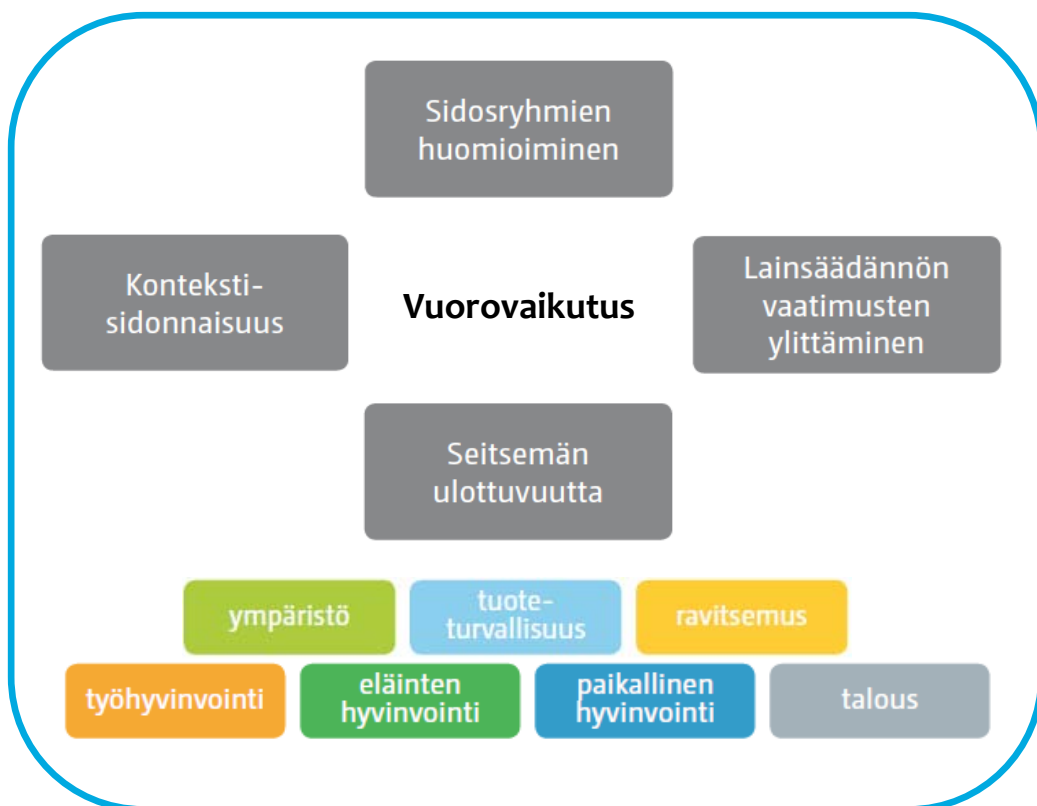 Sidosryhmien
huomioiminen
Konteksti-
sidonnaisuus
Vuorovaikutus
Lainsäädännön
vaatimusten
ylittäminen
Seitsemän
ulottuvuutta
ympäristö
tuote-
turvallisuus
ravitsemus
työhyvinvointi
eläinten
hyvinvointi
paikallinen
hyvinvointi
talous